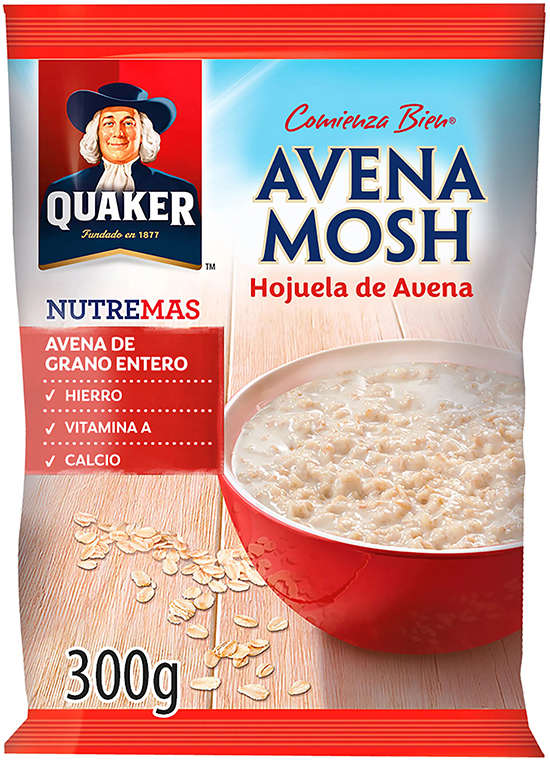 QUAKER
Fundado en 1877
TM
Comienza Bien®
AVENA
MOSH
Hojuela de Avena
NUTREMAS
AVENA DE
GRANO ENTERO
✓ HIERRO
✓ VITAMINA A
✓ CALCIO
300g